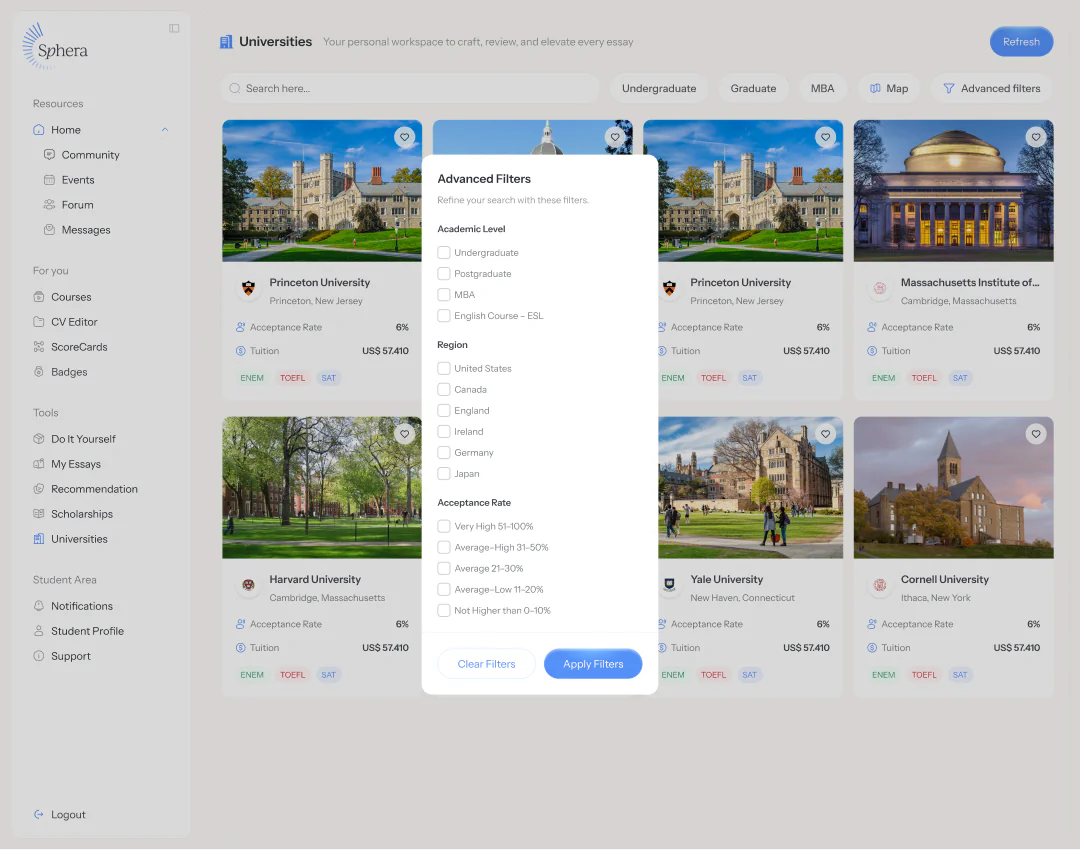 Sphera
Resources
Home
Community
Events
Forum
Messages
For you
Courses
CV Editor
ScoreCards
Badges
Tools
Do It Yourself
My Essays
Recommendation
Scholarships
Universities
Student Area
Notifications
Student Profile
Support
Logout
Universities Your personal workspace to craft, review, and elevate every essay
Refresh
Search here...
Undergraduate
Graduate
MBA
Map
Advanced filters
Princeton University
Princeton, New Jersey
Acceptance Rate 6%
Tuition US$ 57.410
ENEM TOEFL SAT
Princeton University
Princeton, New Jersey
Acceptance Rate 6%
Tuition US$ 57.410
ENEM TOEFL SAT
Massachusetts Institute of...
Cambridge, Massachusetts
Acceptance Rate 6%
Tuition US$ 57.410
ENEM TOEFL SAT
Harvard University
Cambridge, Massachusetts
Acceptance Rate 6%
Tuition US$ 57.410
ENEM TOEFL SAT
Yale University
New Haven, Connecticut
Acceptance Rate 6%
Tuition US$ 57.410
ENEM TOEFL SAT
Cornell University
Ithaca, New York
Acceptance Rate 6%
Tuition US$ 57.410
ENEM TOEFL SAT
Advanced Filters
Refine your search with these filters.
Academic Level
Undergraduate
Postgraduate
MBA
English Course – ESL
Region
United States
Canada
England
Ireland
Germany
Japan
Acceptance Rate
Very High 51–100%
Average–High 31–50%
Average 21–30%
Average–Low 11–20%
Not Higher than 0–10%
Clear Filters
Apply Filters